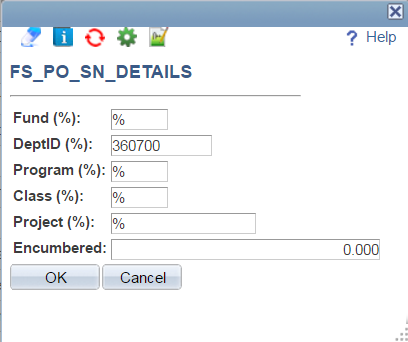 Help
FS_PO_SN_DETAILS
Fund (%): %
DeptID (%): 360700
Program (%): %
Class (%): %
Project (%): %
Encumbered: 0.000
OK Cancel